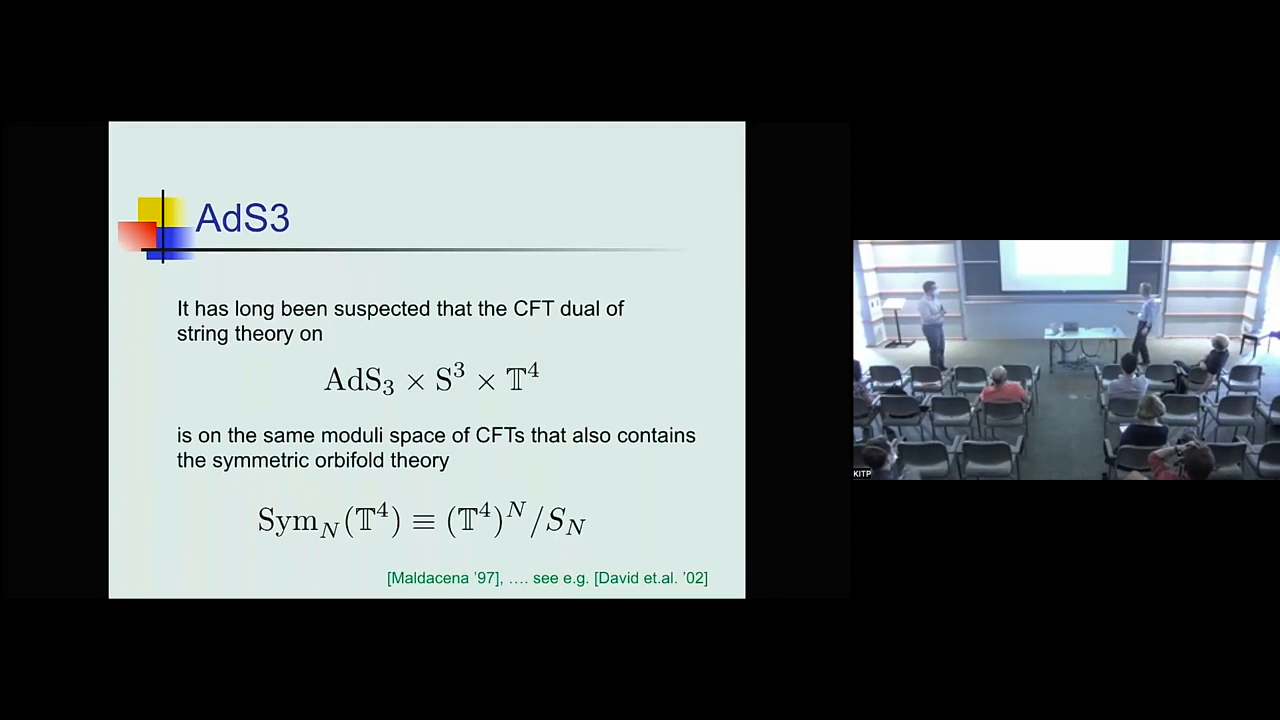 AdS3
It has long been suspected that the CFT dual of
string theory on
AdS₃ × S³ × 𝕋⁴
is on the same moduli space of CFTs that also contains
the symmetric orbifold theory
Sym_N(𝕋⁴) ≡ (𝕋⁴)^N/S_N
[Maldacena '97], .... see e.g. [David et.al. '02]
KITP